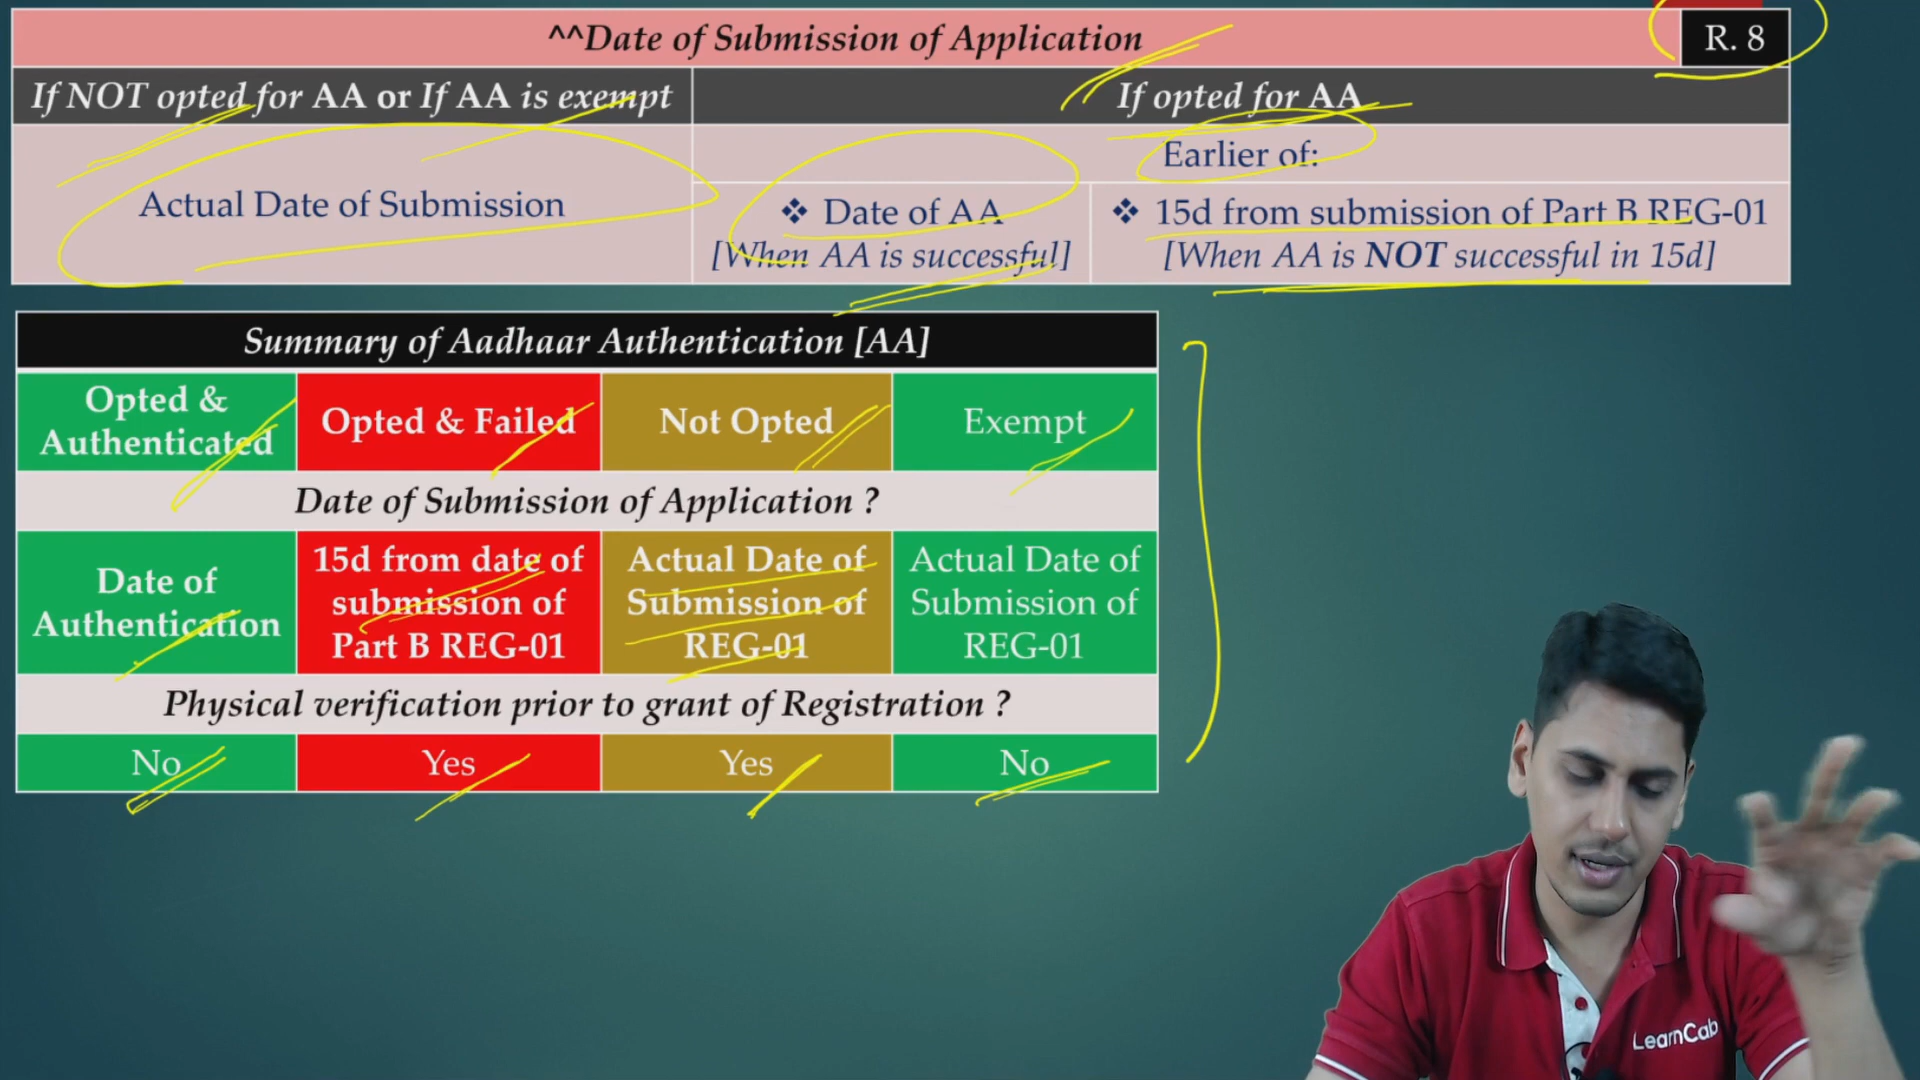 ^^Date of Submission of Application
R. 8
If NOT opted for AA or If AA is exempt
If opted for AA
Actual Date of Submission
Earlier of:
❖ Date of AA
[When AA is successful]
❖ 15d from submission of Part B REG-01
[When AA is NOT successful in 15d]
Summary of Aadhaar Authentication [AA]
Opted &
Authenticated
Opted & Failed
Not Opted
Exempt
Date of Submission of Application ?
Date of
Authentication
15d from date of
submission of
Part B REG-01
Actual Date of
Submission of
REG-01
Actual Date of
Submission of
REG-01
Physical verification prior to grant of Registration ?
No
Yes
Yes
No
LearnCab